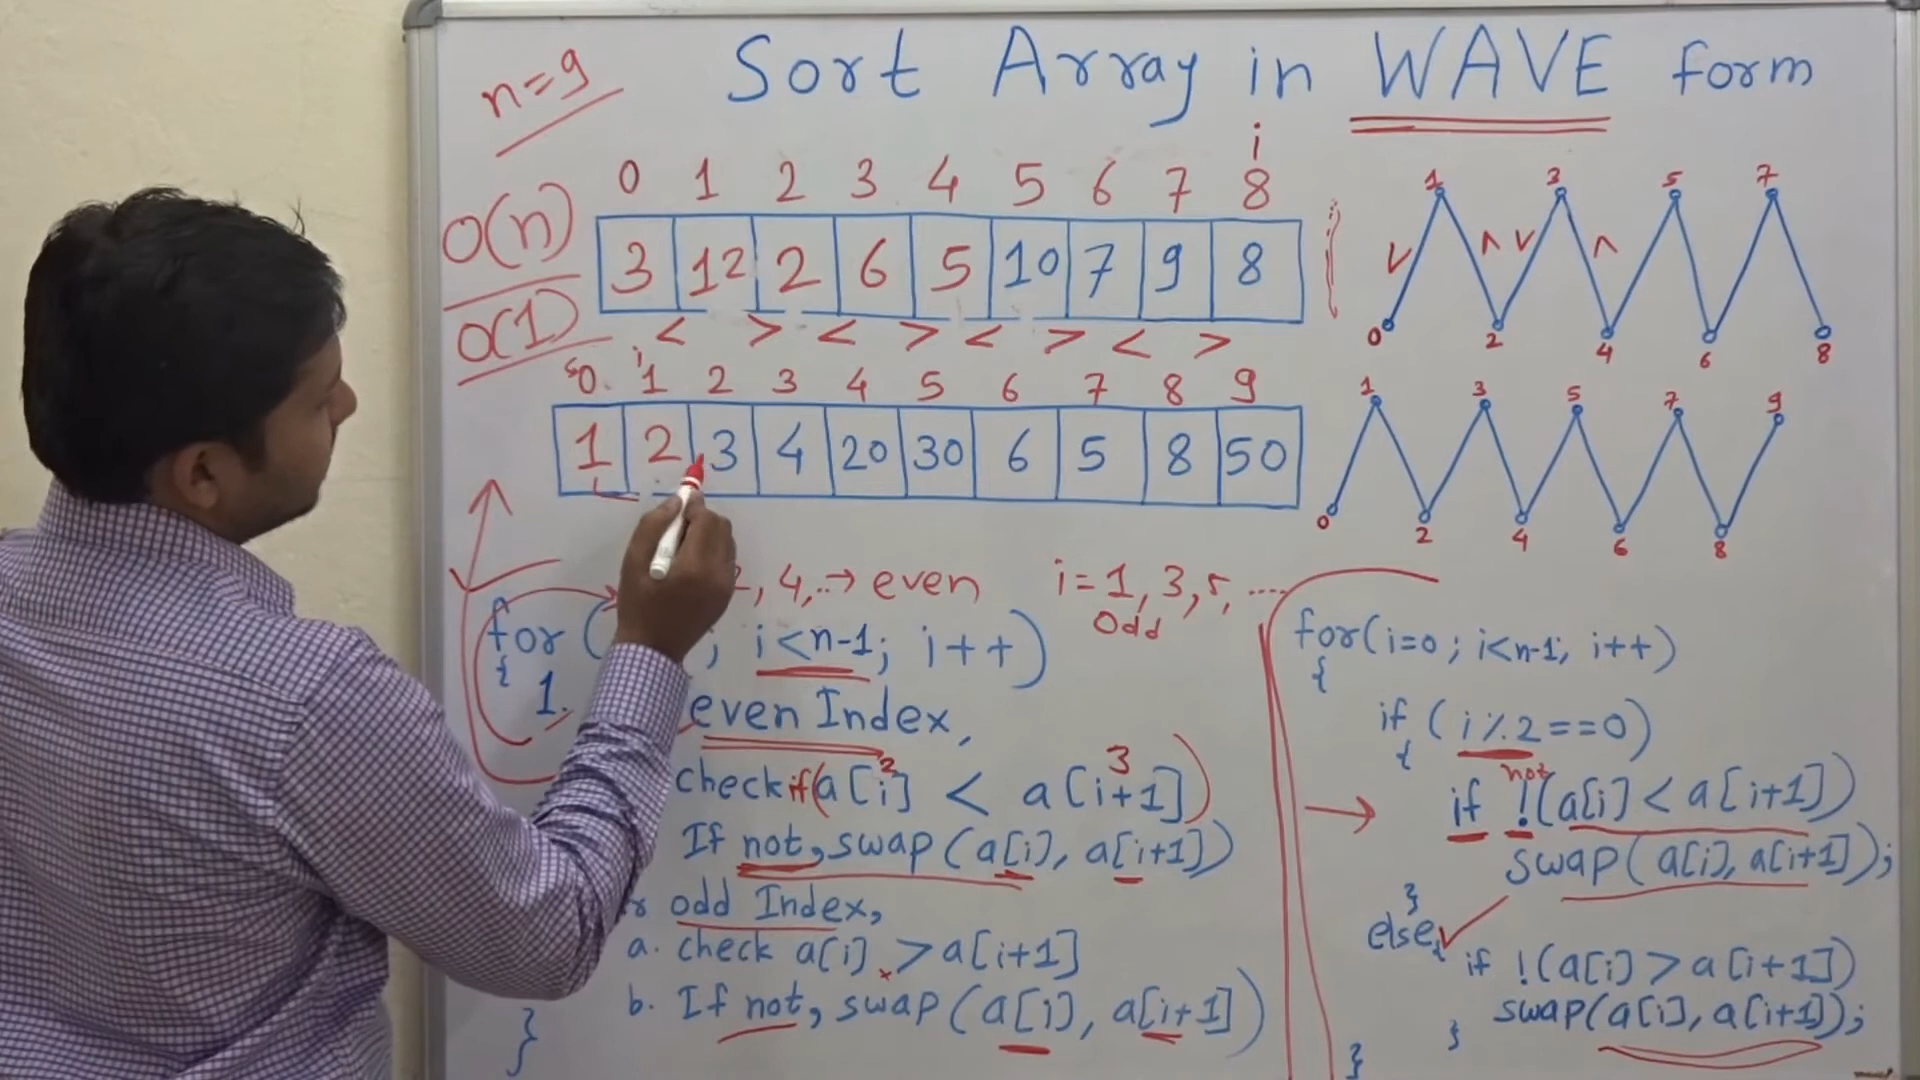 n=9
Sort Array in WAVE form
i
0 1 2 3 4 5 6 7 8
O(n)
3 12 2 6 5 10 7 9 8
O(1)
< > < > < > < >
i
0 1 2 3 4 5 6 7 8 9
1 2 3 4 20 30 6 5 8 50
1 3 5 7
V ʌ V ʌ
0 2 4 6 8
1 3 5 7 9
0 2 4 6 8
, 4, ..→ even
i = 1, 3, 5, .....
Odd
for ( ; i<n-1; i++)
{
1. even Index,
check if (a[i] < a[i+1])
2 3
If not, swap (a[i], a[i+1])
odd Index,
a. check a[i] > a[i+1]
b. If not, swap (a[i], a[i+1])
}
for(i=0; i<n-1; i++)
{
if (i%2==0)
{
not
if !(a[i] < a[i+1])
swap(a[i], a[i+1]);
}
else{
if !(a[i] > a[i+1])
swap(a[i], a[i+1]);
}
}